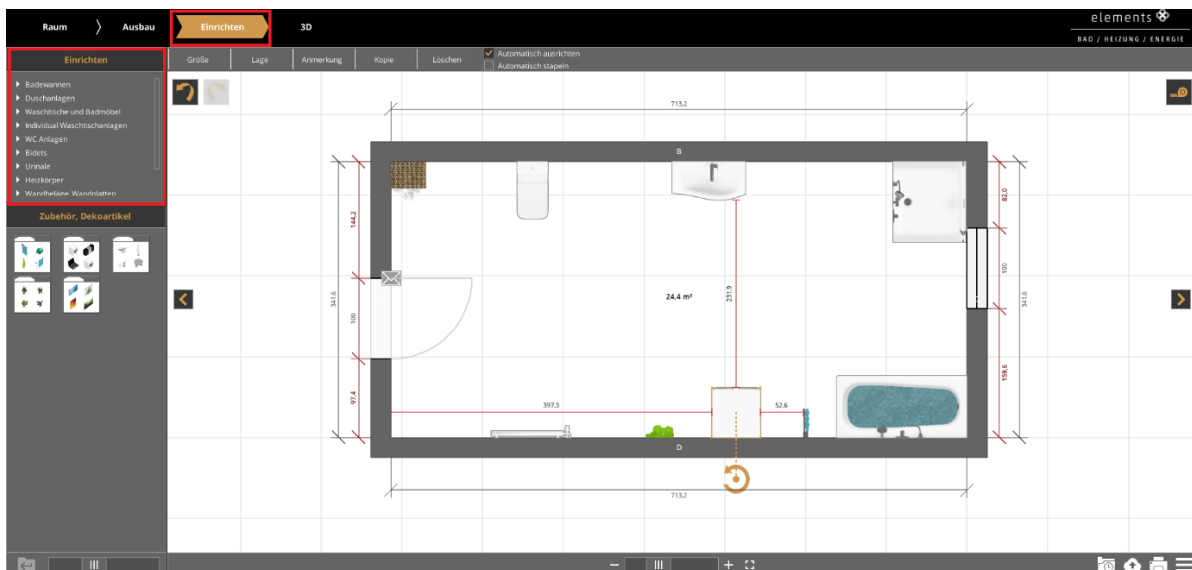 Raum
Ausbau
Einrichten
3D
elements
BAD / HEIZUNG / ENERGIE
Einrichten
Größe
Lage
Anmerkung
Kopie
Löschen
Automatisch ausrichten
Automatisch stapeln
Badewannen
Duschanlagen
Waschtische und Badmöbel
Individual Waschtischanlagen
WC Anlagen
Bidets
Urinale
Heizkörper
Wandbeläge, Wandplatten
Zubehör, Dekoartikel
713,2
B
144,2
82,0
341,6
100
24,4 m²
231,9
100
341,6
97,4
397,3
52,6
159,6
D
713,2